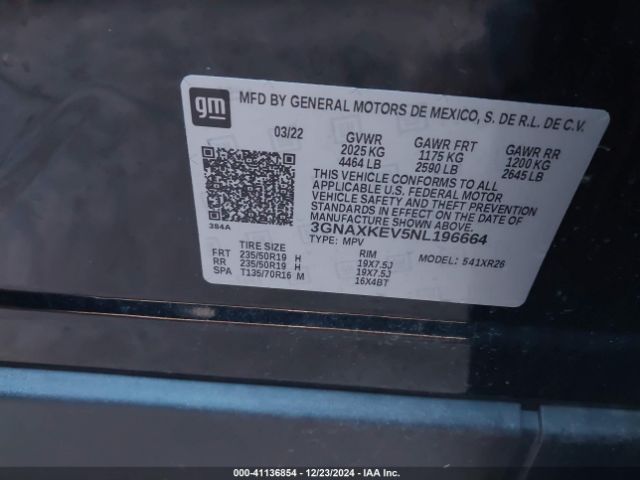 gm
MFD BY GENERAL MOTORS DE MEXICO, S. DE R.L. DE C.V.
03/22 GVWR GAWR FRT GAWR RR
2025 KG 1175 KG 1200 KG
4464 LB 2590 LB 2645 LB
THIS VEHICLE CONFORMS TO ALL
APPLICABLE U.S. FEDERAL MOTOR
VEHICLE SAFETY AND THEFT PREVENTION
STANDARDS IN EFFECT ON THE DATE OF
MANUFACTURE SHOWN ABOVE.
384A 3GNAXKEV5NL196664
TYPE: MPV MODEL: 541XR26
TIRE SIZE RIM
FRT 235/50R19 H 19X7.5J
RR 235/50R19 H 19X7.5J
SPA T135/70R16 M 16X4BT
000-41136854 - 12/23/2024 - IAA Inc.